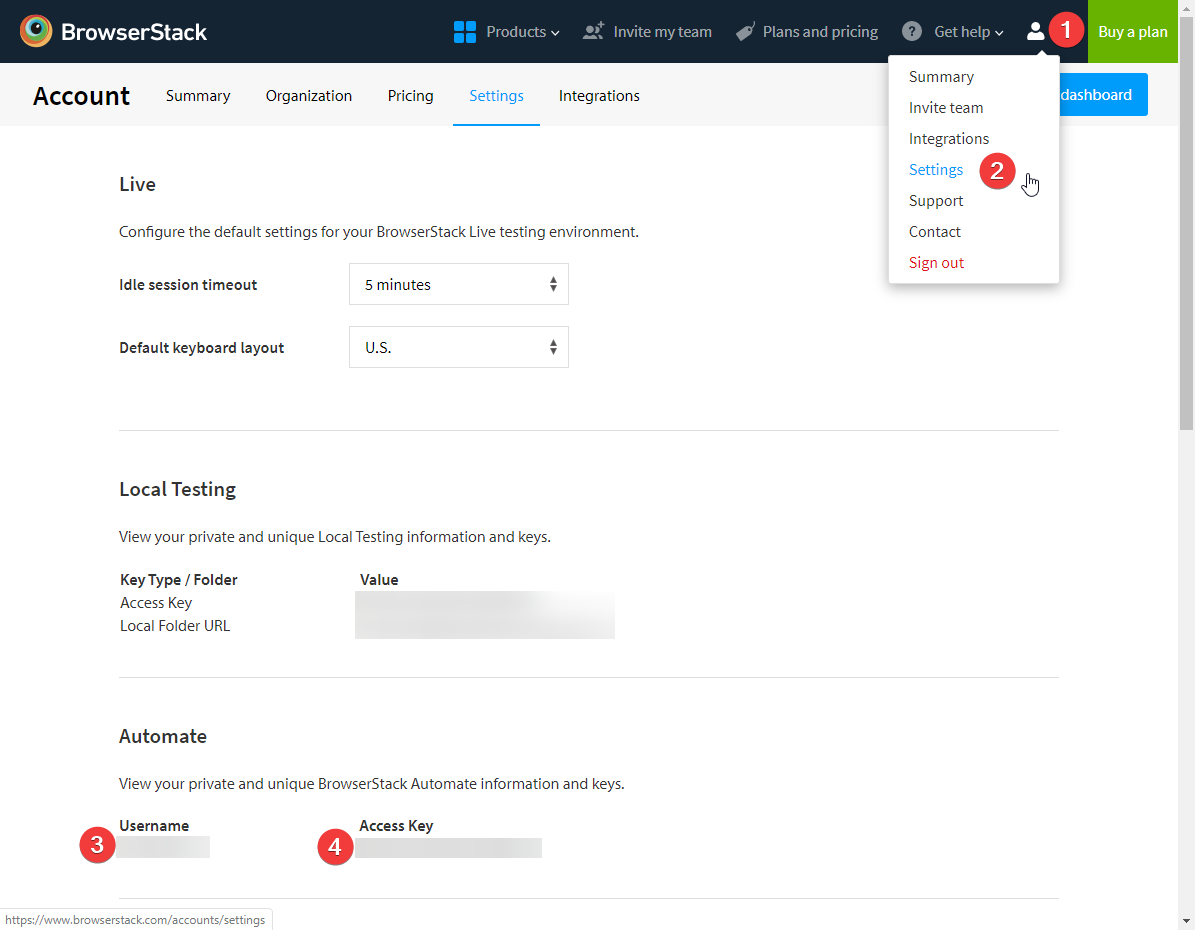 BrowserStack Products Invite my team Plans and pricing ? Get help 1 Buy a plan
Account Summary Organization Pricing Settings Integrations dashboard
Summary
Invite team
Integrations
Settings 2
Support
Contact
Sign out
Live
Configure the default settings for your BrowserStack Live testing environment.
Idle session timeout 5 minutes
Default keyboard layout U.S.
Local Testing
View your private and unique Local Testing information and keys.
Key Type / Folder Value
Access Key
Local Folder URL
Automate
View your private and unique BrowserStack Automate information and keys.
Username Access Key
3 4
https://www.browserstack.com/accounts/settings